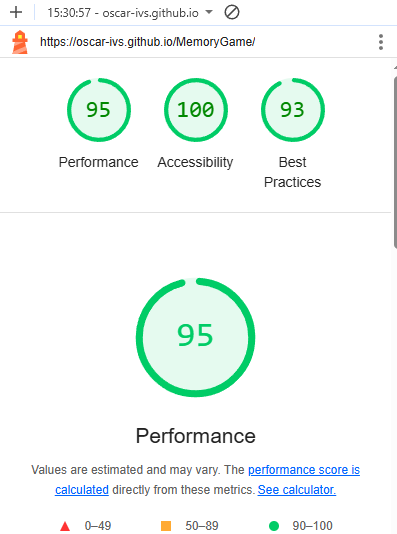 15:30:57 - oscar-ivs.github.io
https://oscar-ivs.github.io/MemoryGame/
95 100 93
Performance Accessibility Best
Practices
95
Performance
Values are estimated and may vary. The performance score is
calculated directly from these metrics. See calculator.
0–49 50–89 90–100